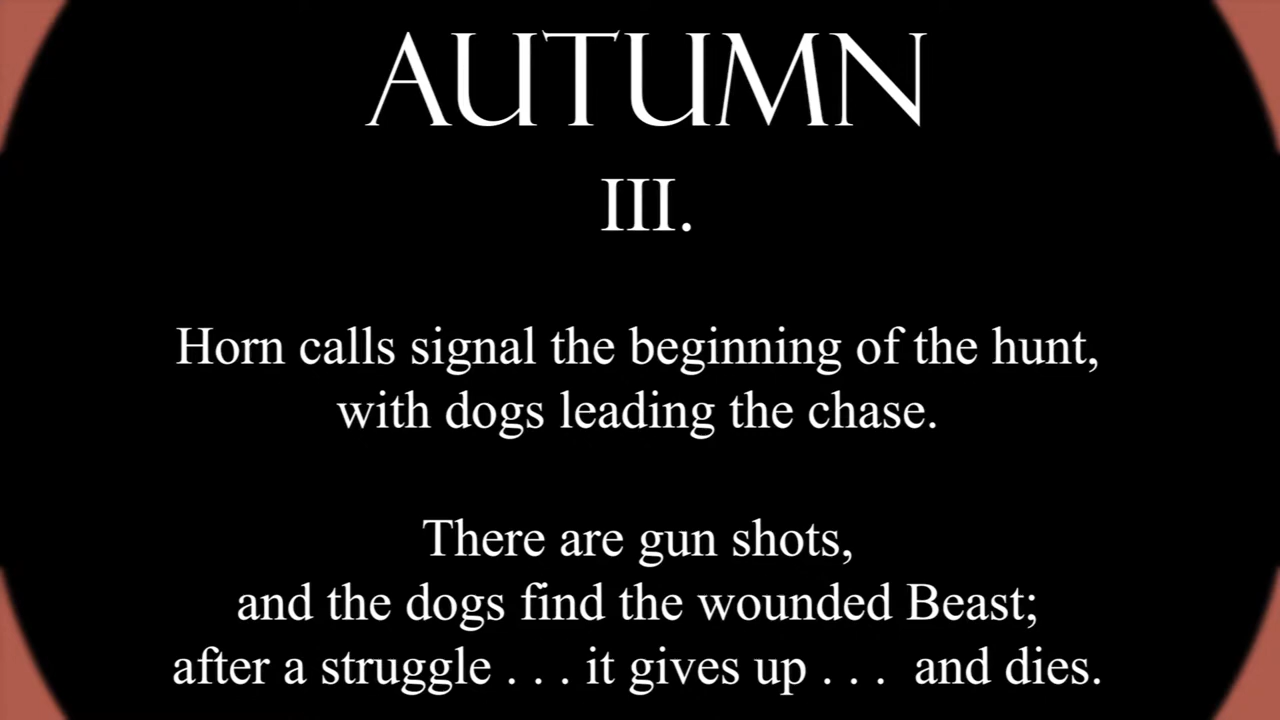 AUTUMN
III.
Horn calls signal the beginning of the hunt,
with dogs leading the chase.
There are gun shots,
and the dogs find the wounded Beast;
after a struggle . . . it gives up . . .  and dies.